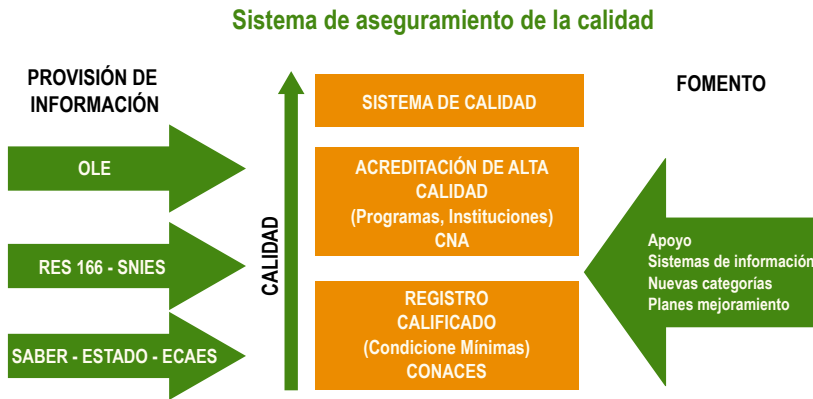 Sistema de aseguramiento de la calidad
PROVISIÓN DE
INFORMACIÓN
OLE
RES 166 - SNIES
SABER - ESTADO - ECAES
CALIDAD
SISTEMA DE CALIDAD
ACREDITACIÓN DE ALTA
CALIDAD
(Programas, Instituciones)
CNA
REGISTRO
CALIFICADO
(Condicione Mínimas)
CONACES
FOMENTO
Apoyo
Sistemas de información
Nuevas categorías
Planes mejoramiento